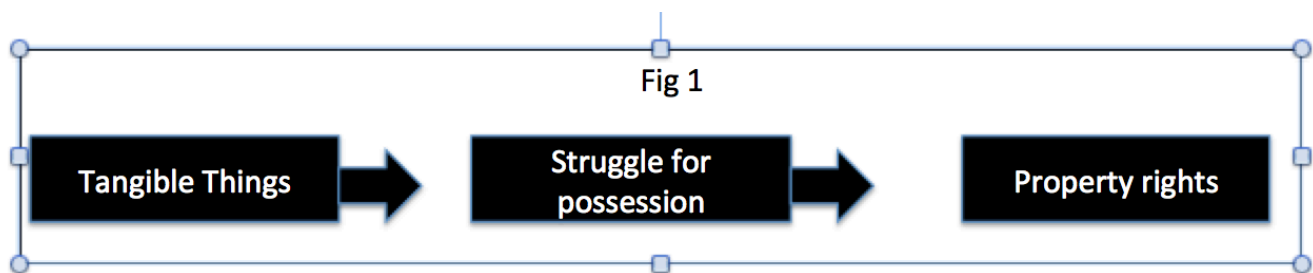 Fig 1
Tangible Things
Struggle for
possession
Property rights